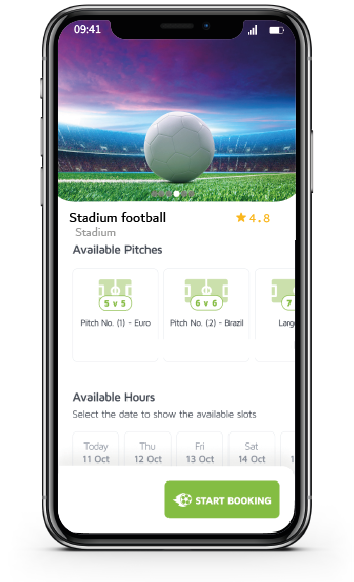 09:41
Stadium football ★ 4.8
Stadium
Available Pitches
5 v 5 6 v 6 7
Pitch No. (1) - Euro Pitch No. (2) - Brazil Large
Available Hours
Select the date to show the available slots
Today Thu Fri Sat
11 Oct 12 Oct 13 Oct 14 Oct 1
START BOOKING